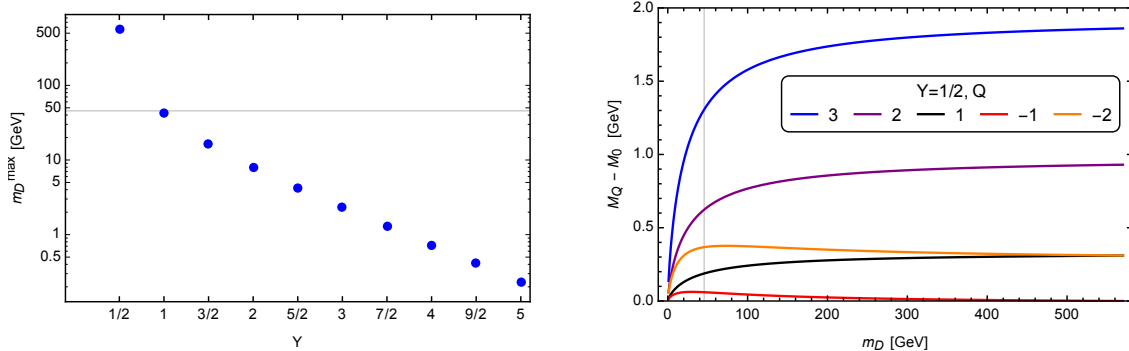 500
100
50
10
5
1
0.5
m_D^max [GeV]
1/2 1 3/2 2 5/2 3 7/2 4 9/2 5
Y
2.0
1.5
1.0
0.5
0.0
M_Q − M_0 [GeV]
Y=1/2, Q
3 2 1 −1 −2
0 100 200 300 400 500
m_D [GeV]